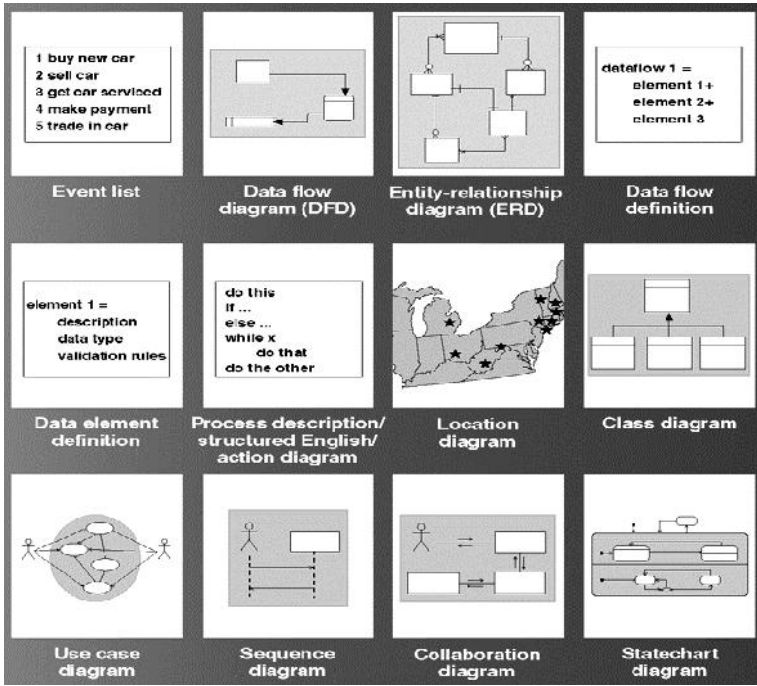 1 buy new car
2 sell car
3 get car serviced
4 make payment
5 trade in car
Event list
Data flow
diagram (DFD)
Entity-relationship
diagram (ERD)
dataflow 1 =
element 1+
element 2+
element 3
Data flow
definition
element 1 =
description
data type
validation rules
Data element
definition
do this
if ...
else ...
while x
do that
do the other
Process description/
structured English/
action diagram
Location
diagram
Class diagram
Use case
diagram
Sequence
diagram
Collaboration
diagram
Statechart
diagram